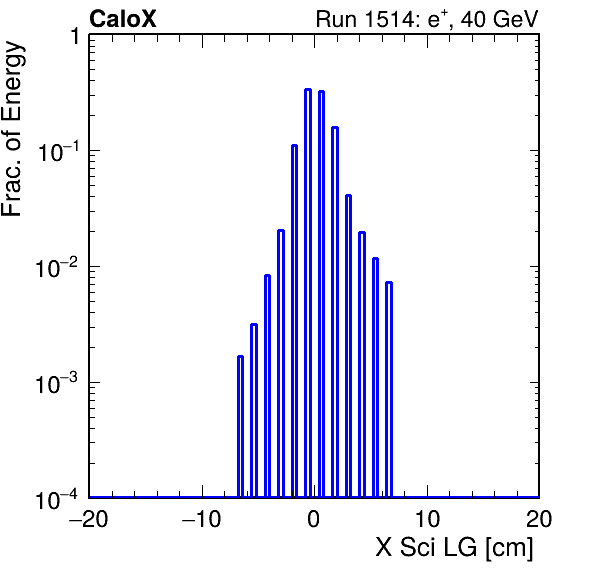 CaloX Run 1514: e⁺, 40 GeV
Frac. of Energy
1
10⁻¹
10⁻²
10⁻³
10⁻⁴
−20 −10 0 10 20
X Sci LG [cm]